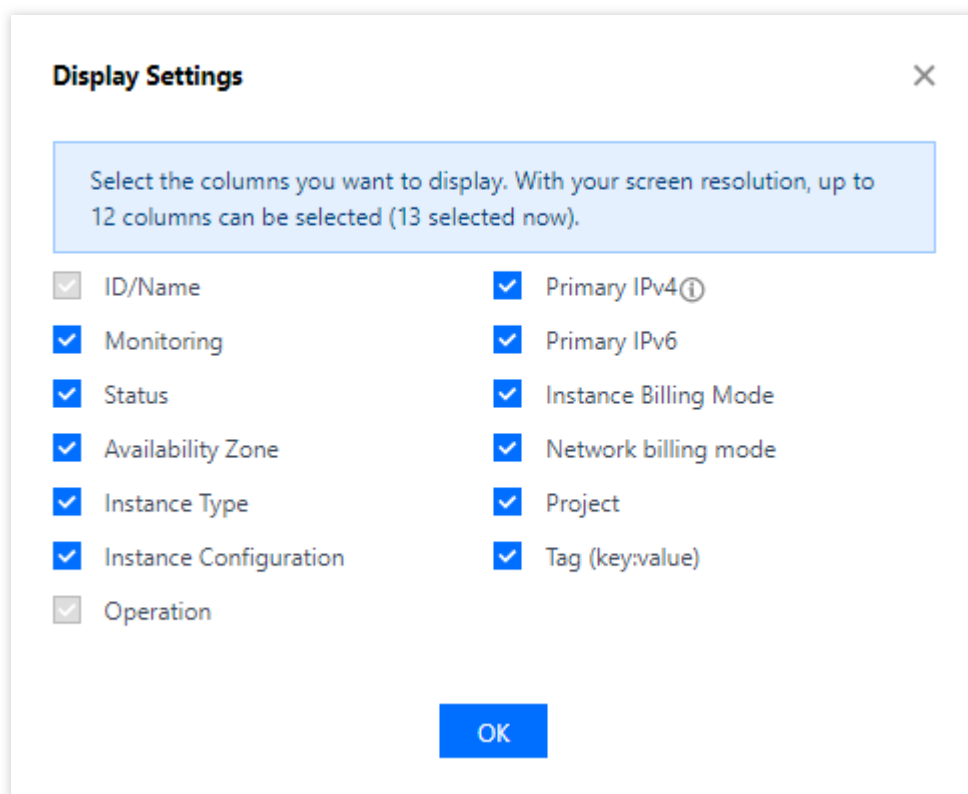 Display Settings
Select the columns you want to display. With your screen resolution, up to
12 columns can be selected (13 selected now).
ID/Name
Primary IPv4
Monitoring
Primary IPv6
Status
Instance Billing Mode
Availability Zone
Network billing mode
Instance Type
Project
Instance Configuration
Tag (key:value)
Operation
OK